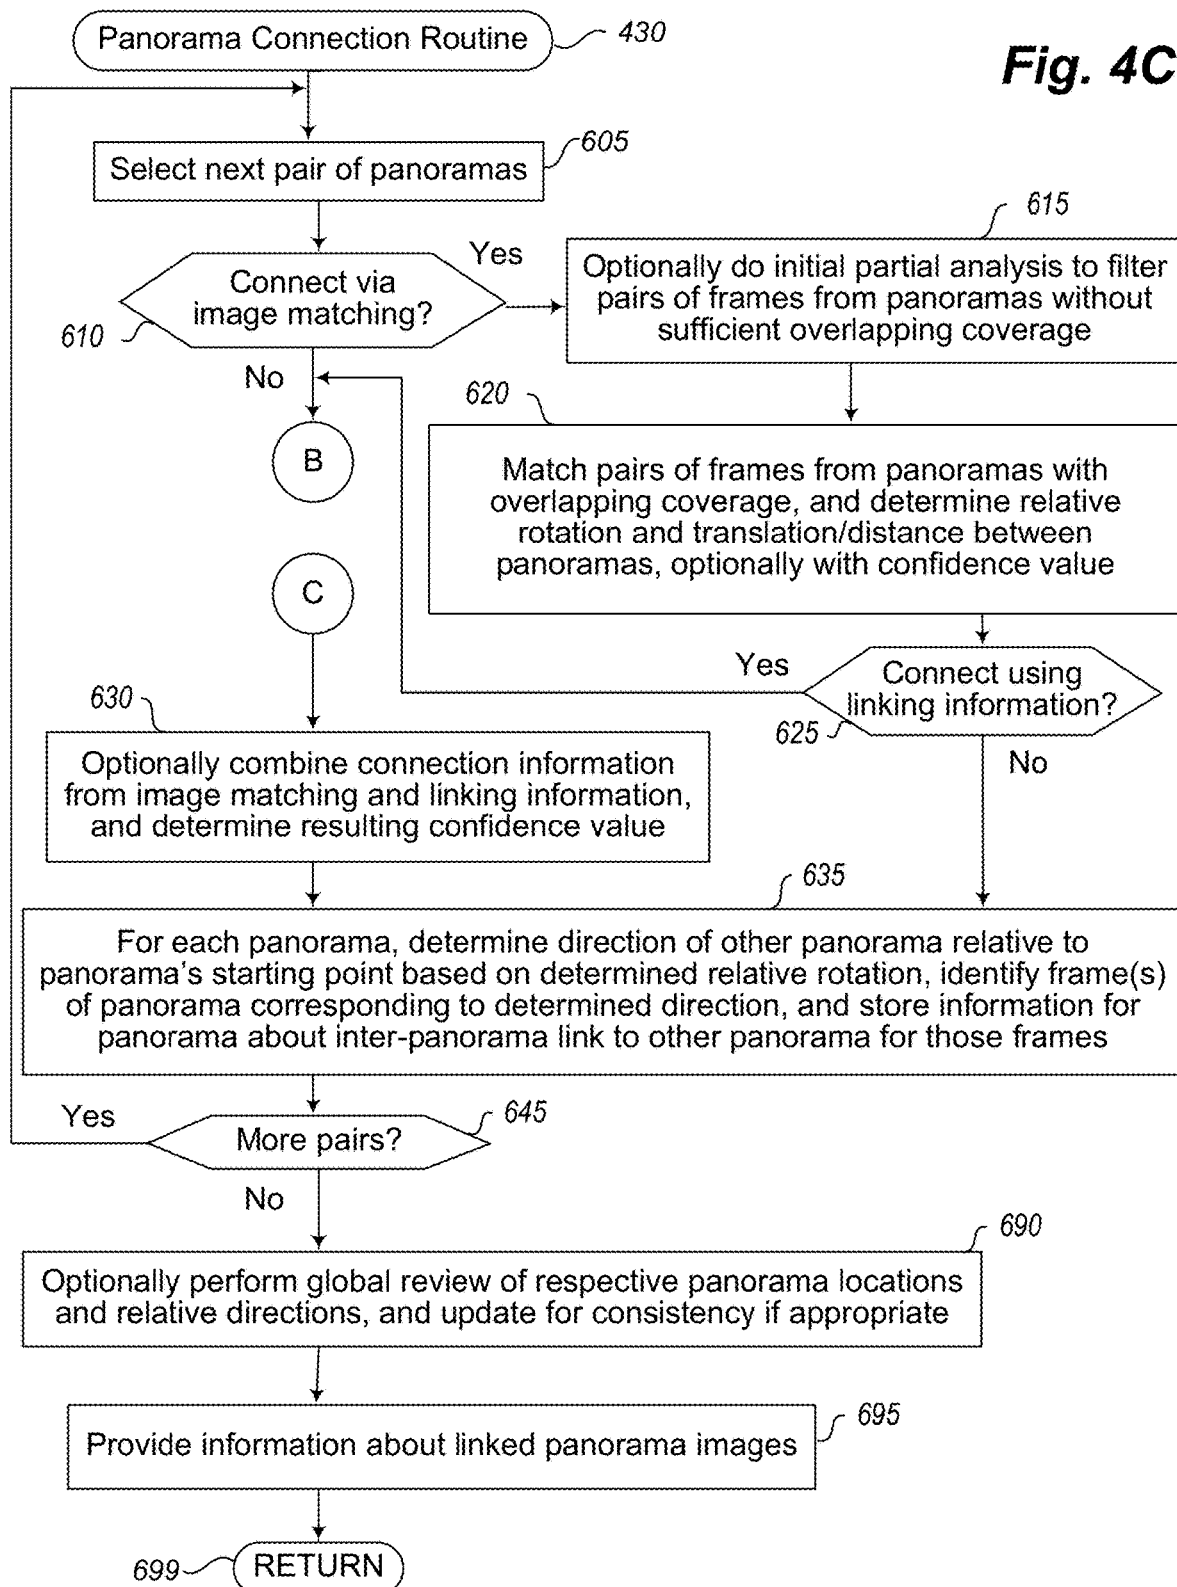 Panorama Connection Routine
430
Fig. 4C
605
Select next pair of panoramas
615
Yes
Connect via
image matching?
610
Optionally do initial partial analysis to filter
pairs of frames from panoramas without
sufficient overlapping coverage
No
620
B
Match pairs of frames from panoramas with
overlapping coverage, and determine relative
rotation and translation/distance between
panoramas, optionally with confidence value
C
Yes
Connect using
linking information?
625
No
630
Optionally combine connection information
from image matching and linking information,
and determine resulting confidence value
635
For each panorama, determine direction of other panorama relative to
panorama's starting point based on determined relative rotation, identify frame(s)
of panorama corresponding to determined direction, and store information for
panorama about inter-panorama link to other panorama for those frames
Yes
More pairs?
645
No
690
Optionally perform global review of respective panorama locations
and relative directions, and update for consistency if appropriate
695
Provide information about linked panorama images
699
RETURN